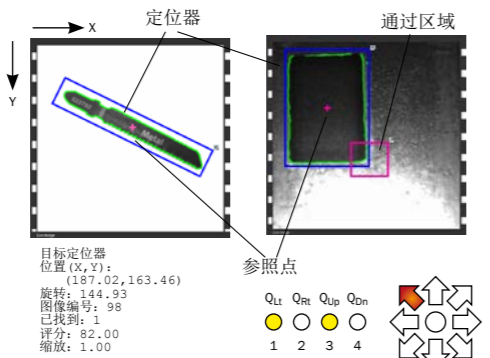 定位器
通过区域
X
Y
Metal
参照点
目标定位器
位置(X,Y):
(187.02,163.46)
旋转: 144.93
图像编号: 98
已找到: 1
评分: 82.00
缩放: 1.00
QLt QRt QUp QDn
1 2 3 4